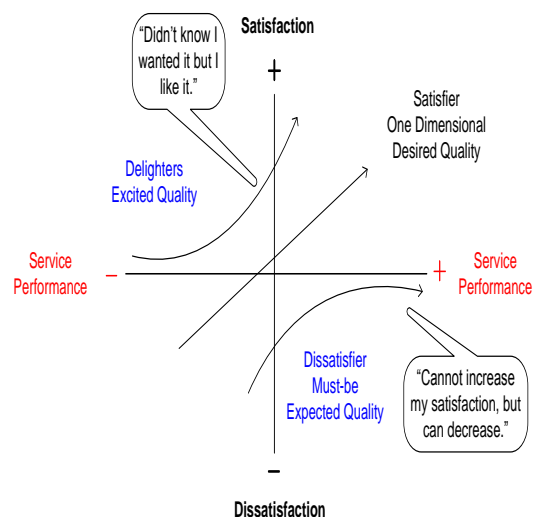 Satisfaction
+
“Didn’t know I
wanted it but I
like it.”
Satisfier
One Dimensional
Desired Quality
Delighters
Excited Quality
Service
Performance
–
+
Service
Performance
Dissatisfier
Must-be
Expected Quality
“Cannot increase
my satisfaction, but
can decrease.”
–
Dissatisfaction